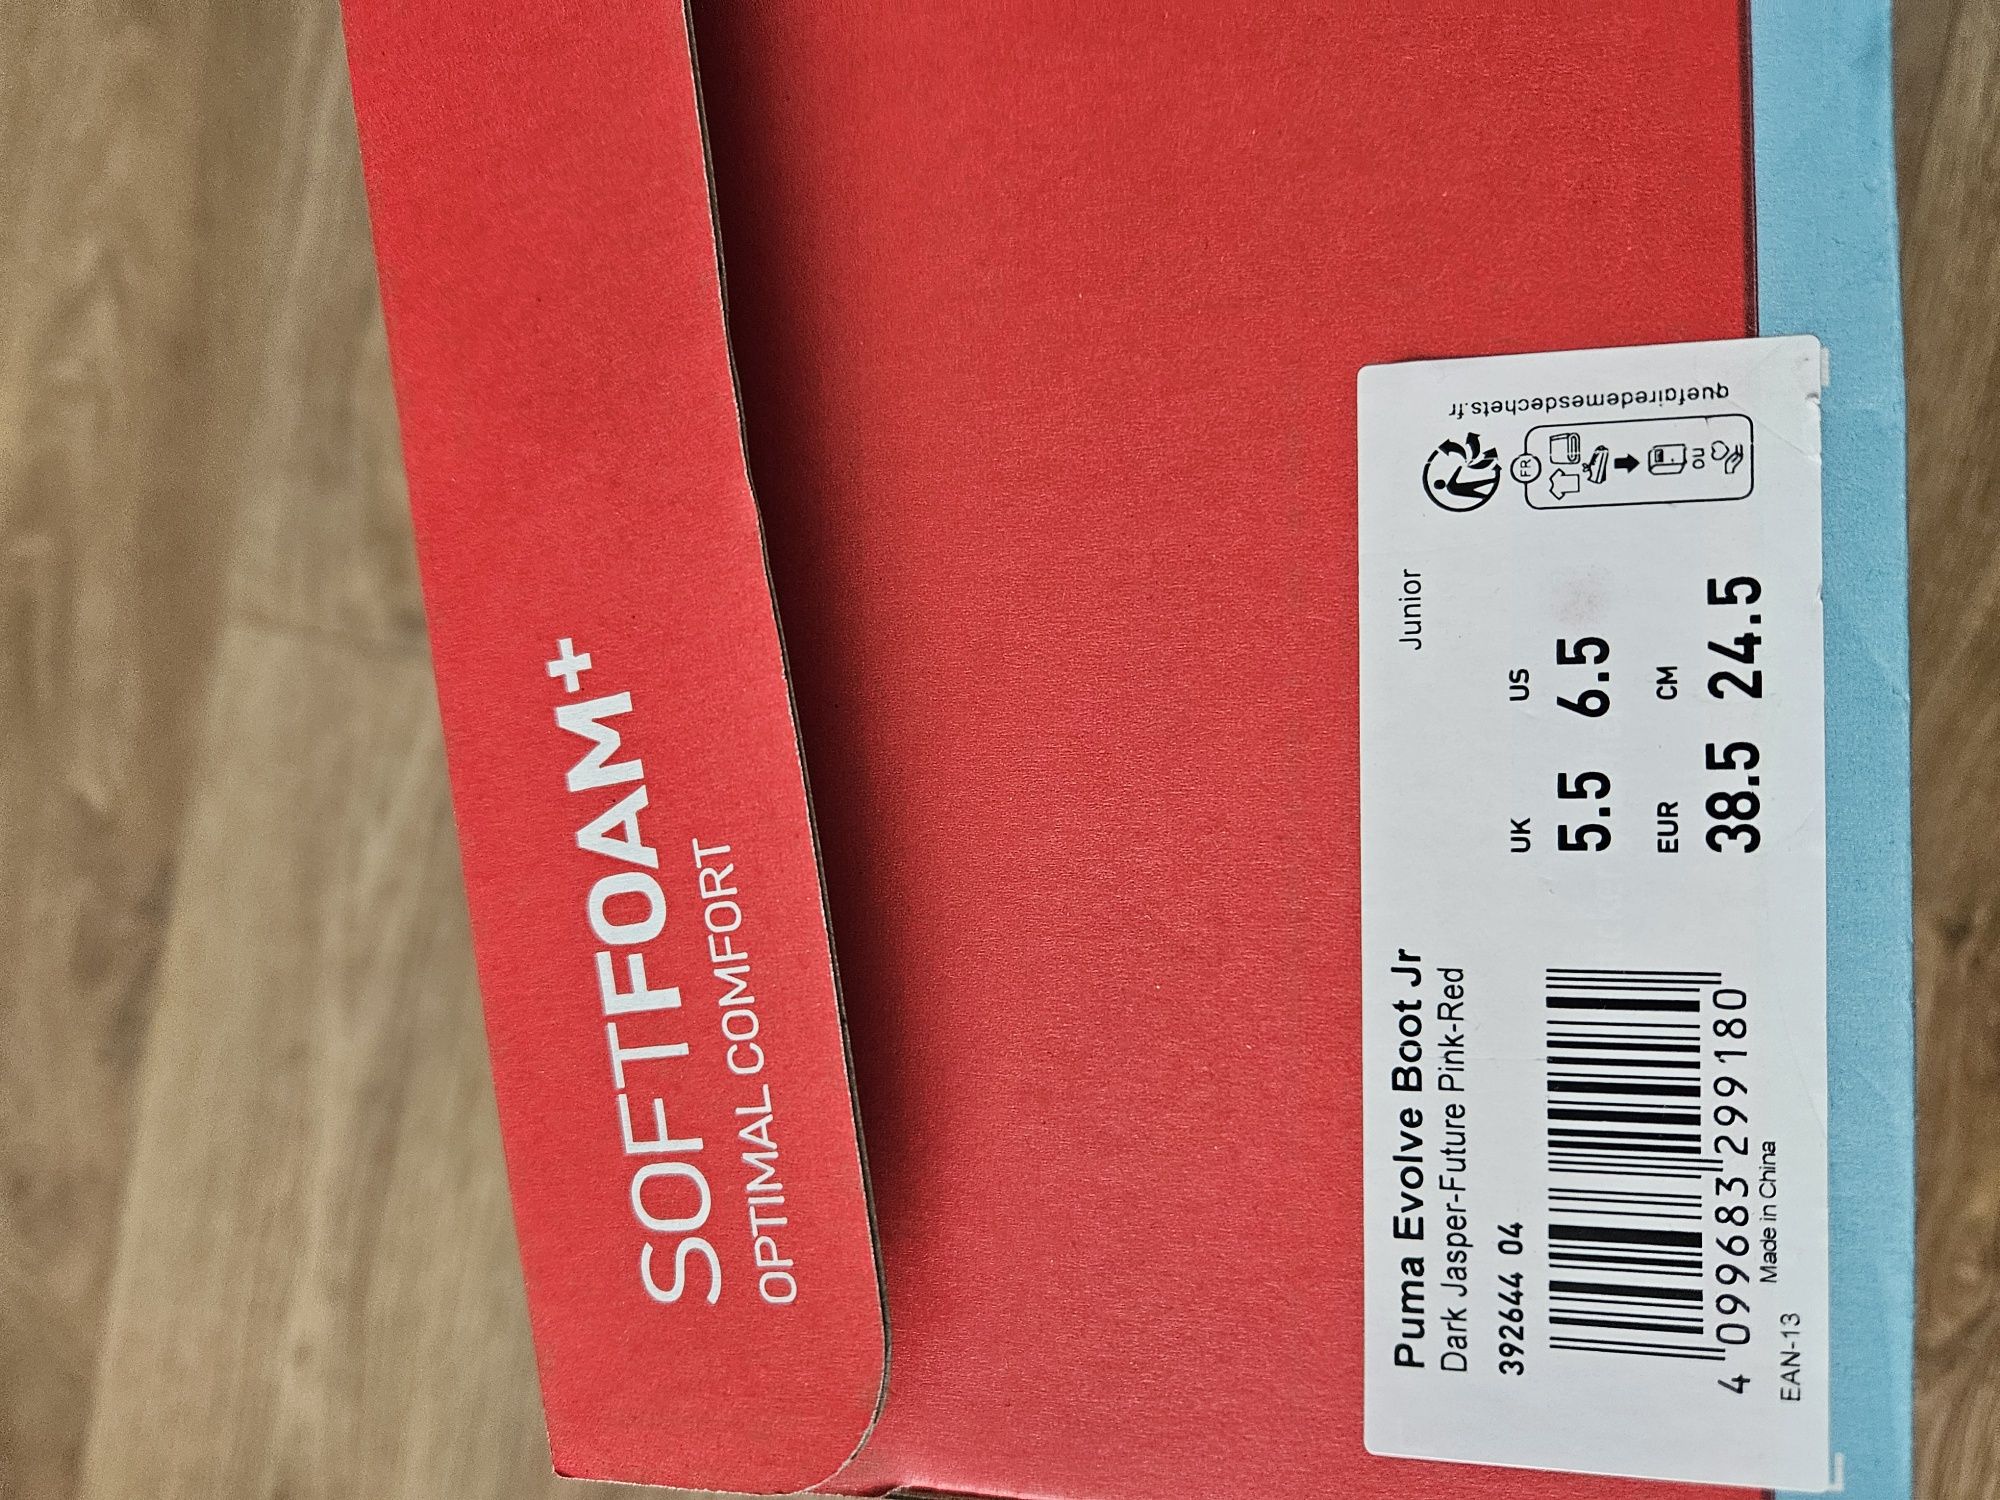 SOFTFOAM+
OPTIMAL COMFORT
Puma Evolve Boot Jr
Junior
Dark Jasper-Future Pink-Red
392644 04
UK US
5.5 6.5
EUR CM
38.5 24.5
4 099683 299180
EAN-13
Made in China
FR
OU
quefairedemesdechets.fr